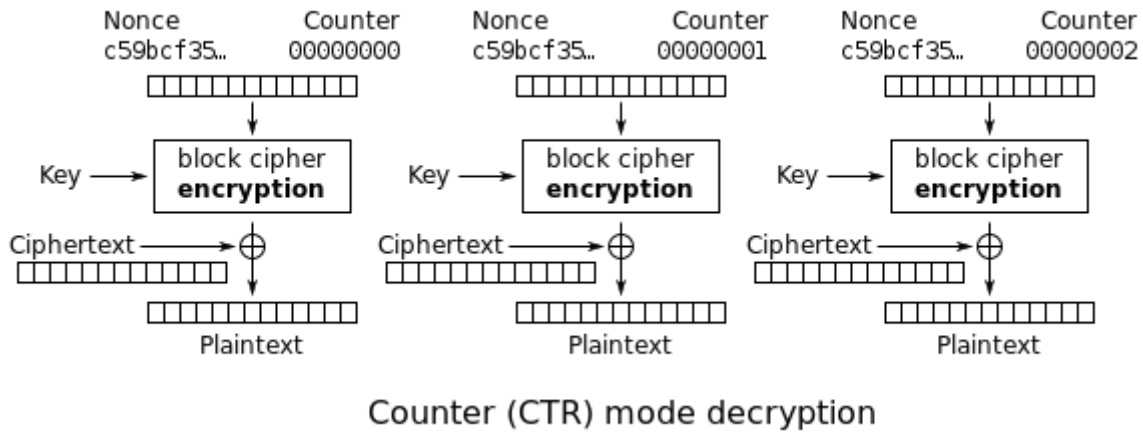 Nonce Counter Nonce Counter Nonce Counter
c59bcf35… 00000000 c59bcf35… 00000001 c59bcf35… 00000002
block cipher block cipher block cipher
Key encryption Key encryption Key encryption
Ciphertext Ciphertext Ciphertext
Plaintext Plaintext Plaintext
Counter (CTR) mode decryption